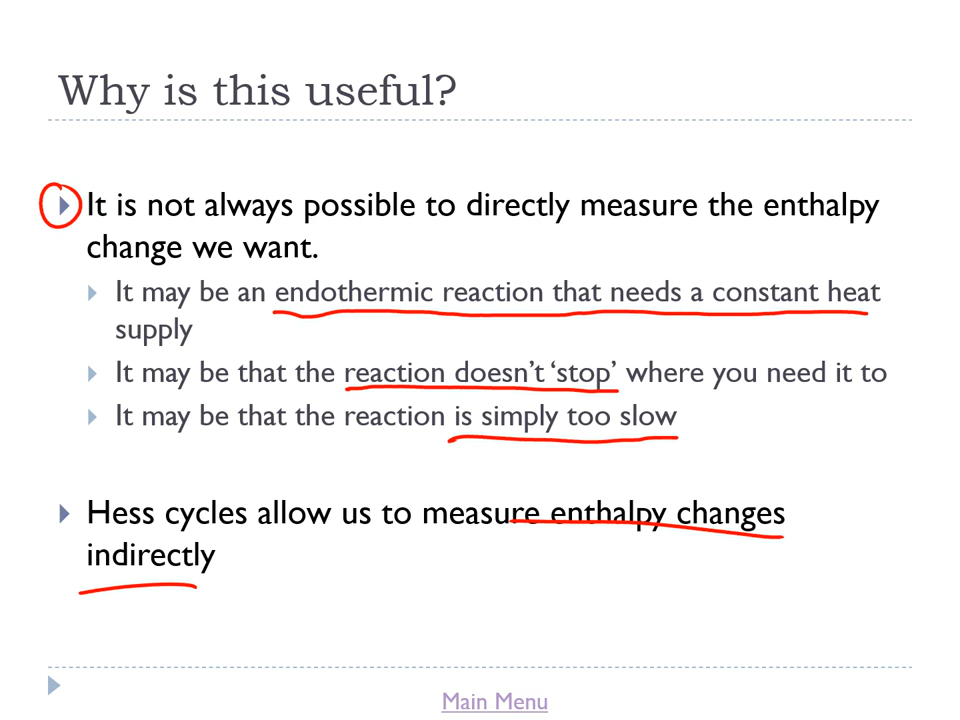 Why is this useful?
It is not always possible to directly measure the enthalpy
change we want.
It may be an endothermic reaction that needs a constant heat
supply
It may be that the reaction doesn't ‘stop’ where you need it to
It may be that the reaction is simply too slow
Hess cycles allow us to measure enthalpy changes
indirectly
Main Menu